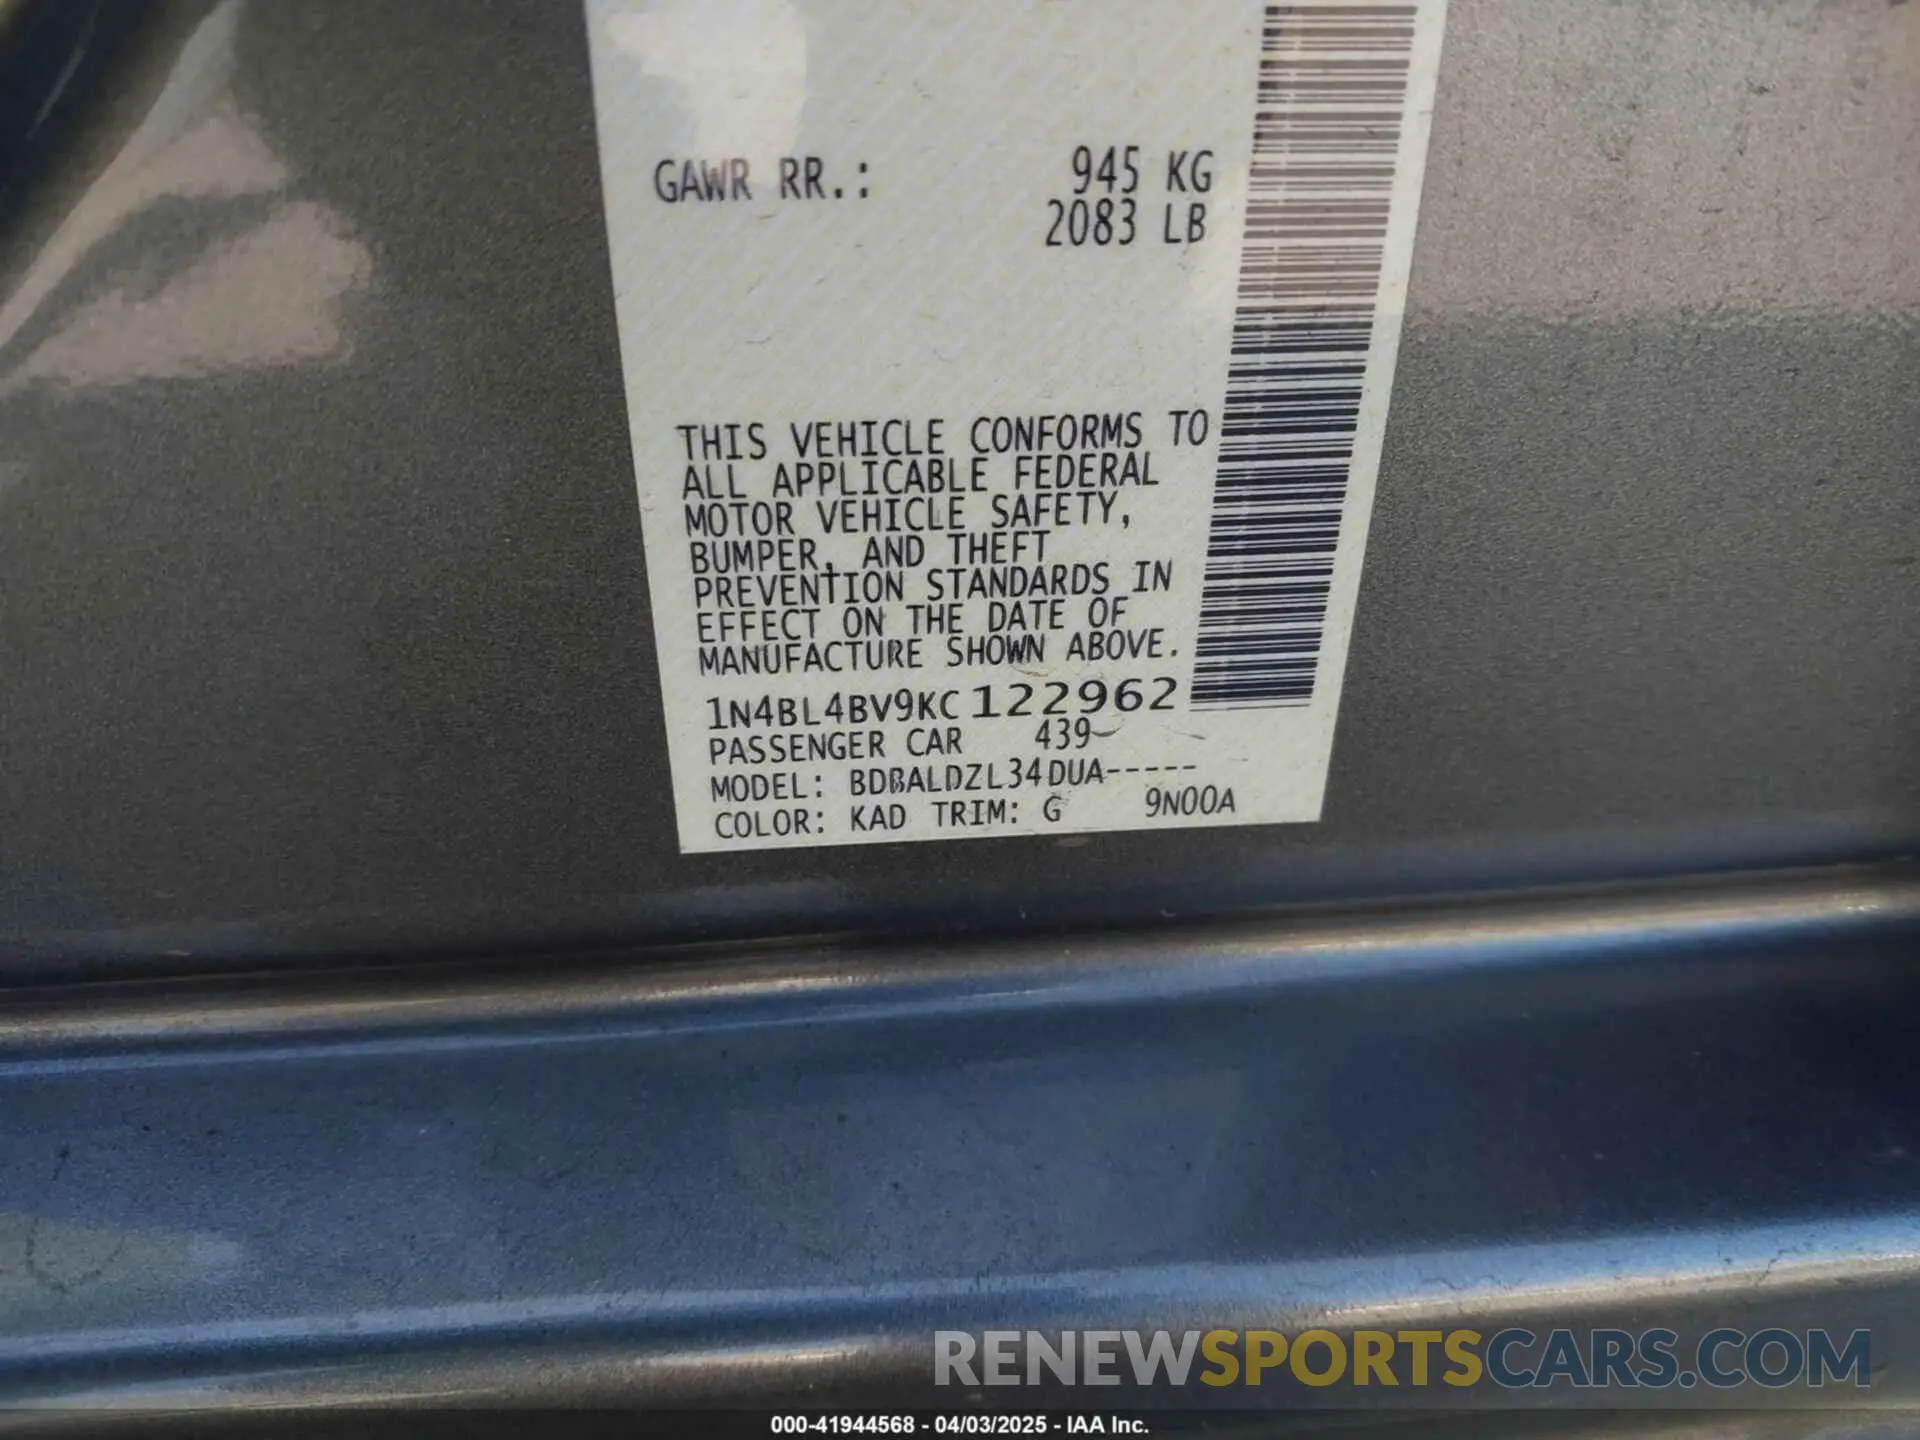 GAWR RR.: 945 KG
2083 LB
THIS VEHICLE CONFORMS TO
ALL APPLICABLE FEDERAL
MOTOR VEHICLE SAFETY,
BUMPER, AND THEFT
PREVENTION STANDARDS IN
EFFECT ON THE DATE OF
MANUFACTURE SHOWN ABOVE.
1N4BL4BV9KC122962
PASSENGER CAR 439
MODEL: BDBALDZL34DUA-----
COLOR: KAD TRIM: G 9N00A
RENEWSPORTSCARS.COM
000-41944568 - 04/03/2025 - IAA Inc.